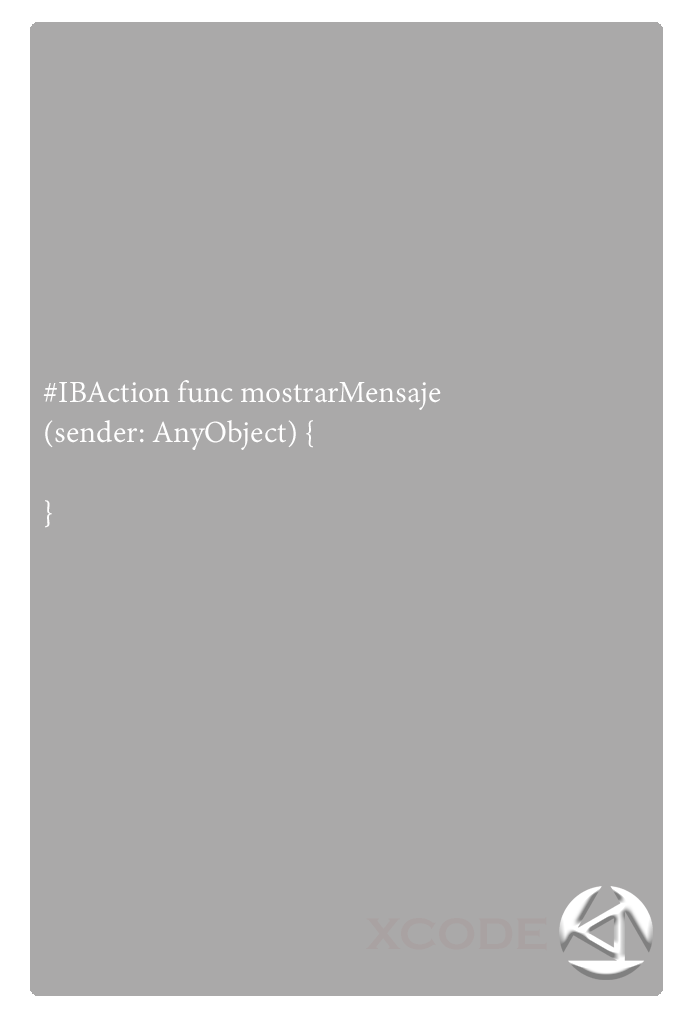 #IBAction func mostrarMensaje
(sender: AnyObject) {
}
XCODE